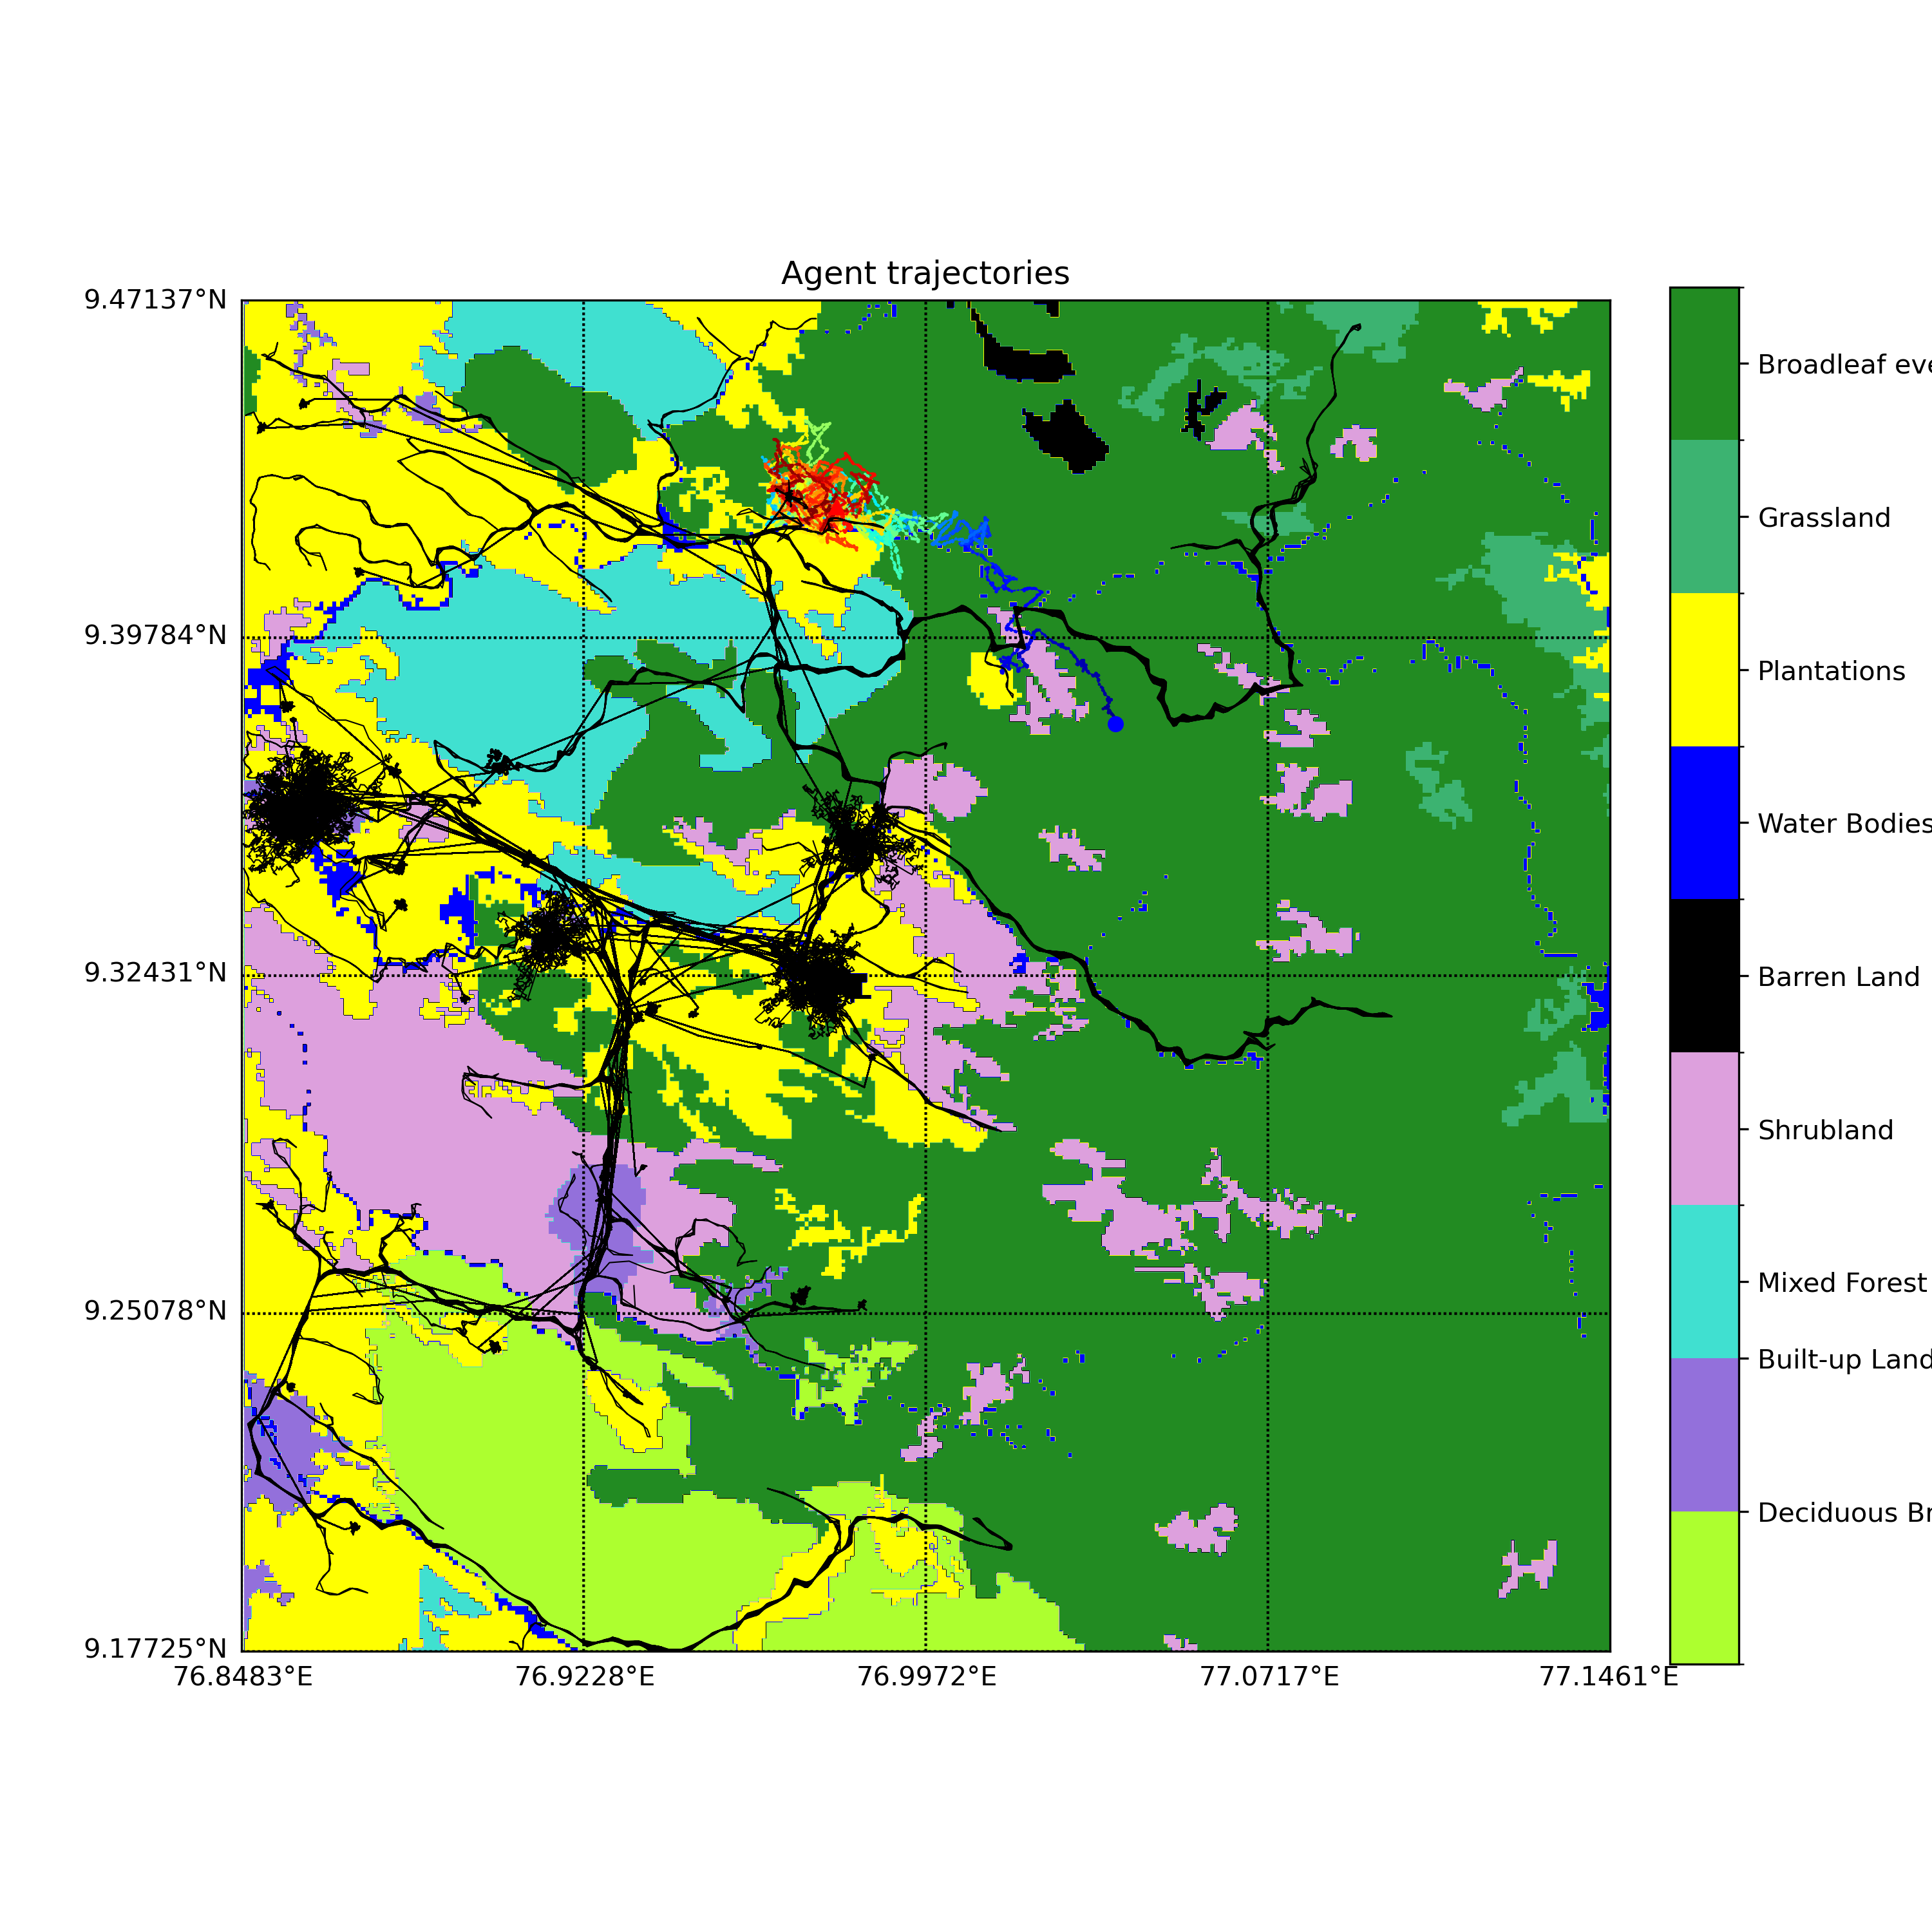 Agent trajectories
9.47137°N
9.39784°N
9.32431°N
9.25078°N
9.17725°N
76.8483°E
76.9228°E
76.9972°E
77.0717°E
77.1461°E
Broadleaf eve
Grassland
Plantations
Water Bodies
Barren Land
Shrubland
Mixed Forest
Built-up Land
Deciduous Br